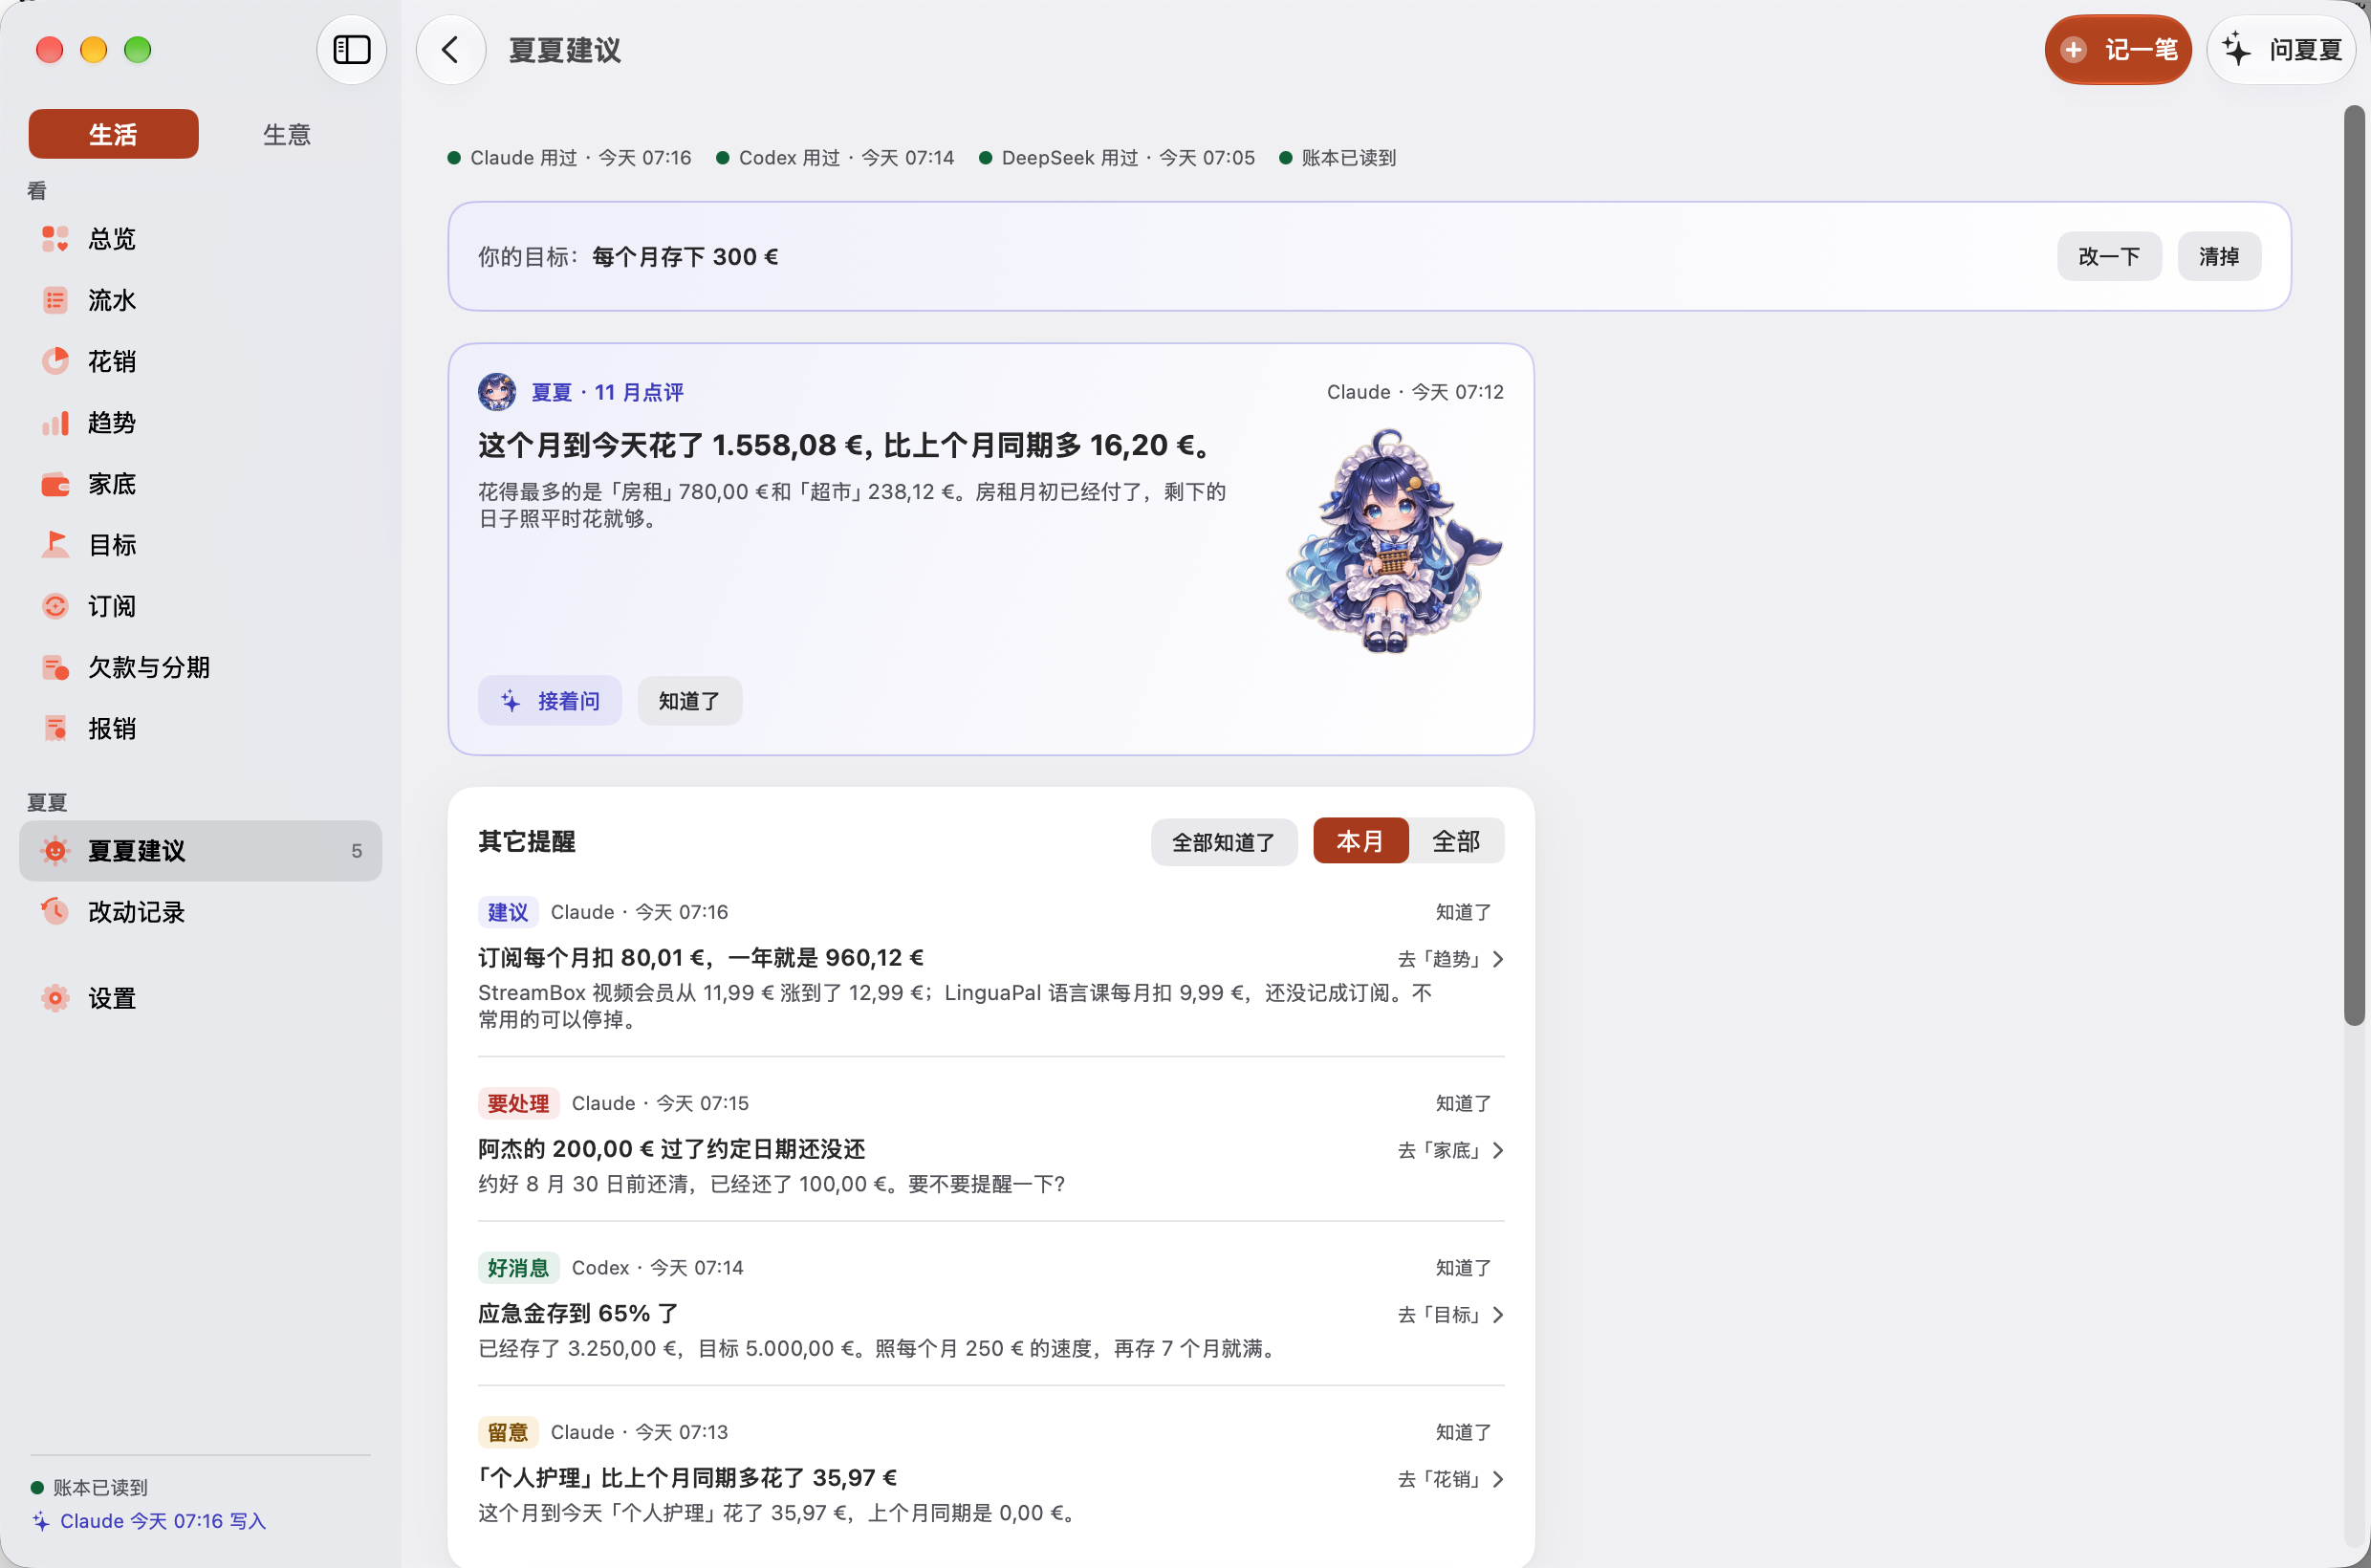 夏夏建议
记一笔
问夏夏
生活
生意
看
总览
流水
花销
趋势
家底
目标
订阅
欠款与分期
报销
夏夏
夏夏建议 5
改动记录
设置
账本已读到
Claude 今天 07:16 写入
Claude 用过 · 今天 07:16
Codex 用过 · 今天 07:14
DeepSeek 用过 · 今天 07:05
账本已读到
你的目标：每个月存下 300 €
改一下
清掉
夏夏 · 11 月点评
Claude · 今天 07:12
这个月到今天花了 1.558,08 €，比上个月同期多 16,20 €。
花得最多的是「房租」780,00 €和「超市」238,12 €。房租月初已经付了，剩下的
日子照平时花就够。
接着问
知道了
其它提醒
全部知道了
本月
全部
建议 Claude · 今天 07:16
知道了
订阅每个月扣 80,01 €，一年就是 960,12 €
去「趋势」
StreamBox 视频会员从 11,99 € 涨到了 12,99 €；LinguaPal 语言课每月扣 9,99 €，还没记成订阅。不
常用的可以停掉。
要处理 Claude · 今天 07:15
知道了
阿杰的 200,00 € 过了约定日期还没还
去「家底」
约好 8 月 30 日前还清，已经还了 100,00 €。要不要提醒一下？
好消息 Codex · 今天 07:14
知道了
应急金存到 65% 了
去「目标」
已经存了 3.250,00 €，目标 5.000,00 €。照每个月 250 € 的速度，再存 7 个月就满。
留意 Claude · 今天 07:13
知道了
「个人护理」比上个月同期多花了 35,97 €
去「花销」
这个月到今天「个人护理」花了 35,97 €，上个月同期是 0,00 €。